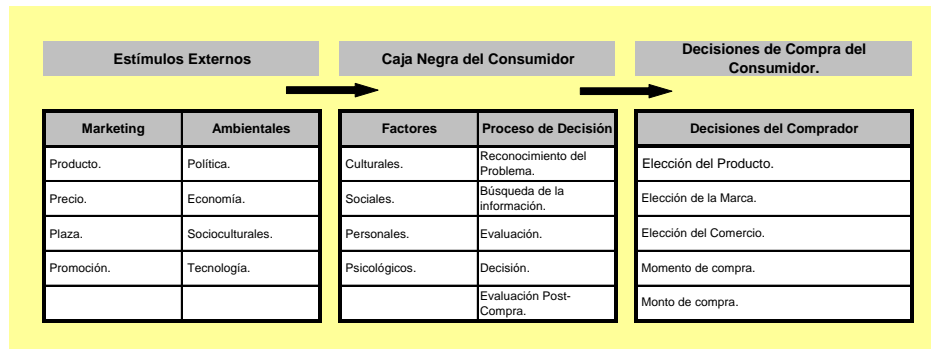 Estímulos Externos
Caja Negra del Consumidor
Decisiones de Compra del
Consumidor.
Marketing
Ambientales
Producto.
Política.
Precio.
Economía.
Plaza.
Socioculturales.
Promoción.
Tecnología.
Factores
Proceso de Decisión
Culturales.
Reconocimiento del
Problema.
Sociales.
Búsqueda de la
información.
Personales.
Evaluación.
Psicológicos.
Decisión.
Evaluación Post-
Compra.
Decisiones del Comprador
Elección del Producto.
Elección de la Marca.
Elección del Comercio.
Momento de compra.
Monto de compra.